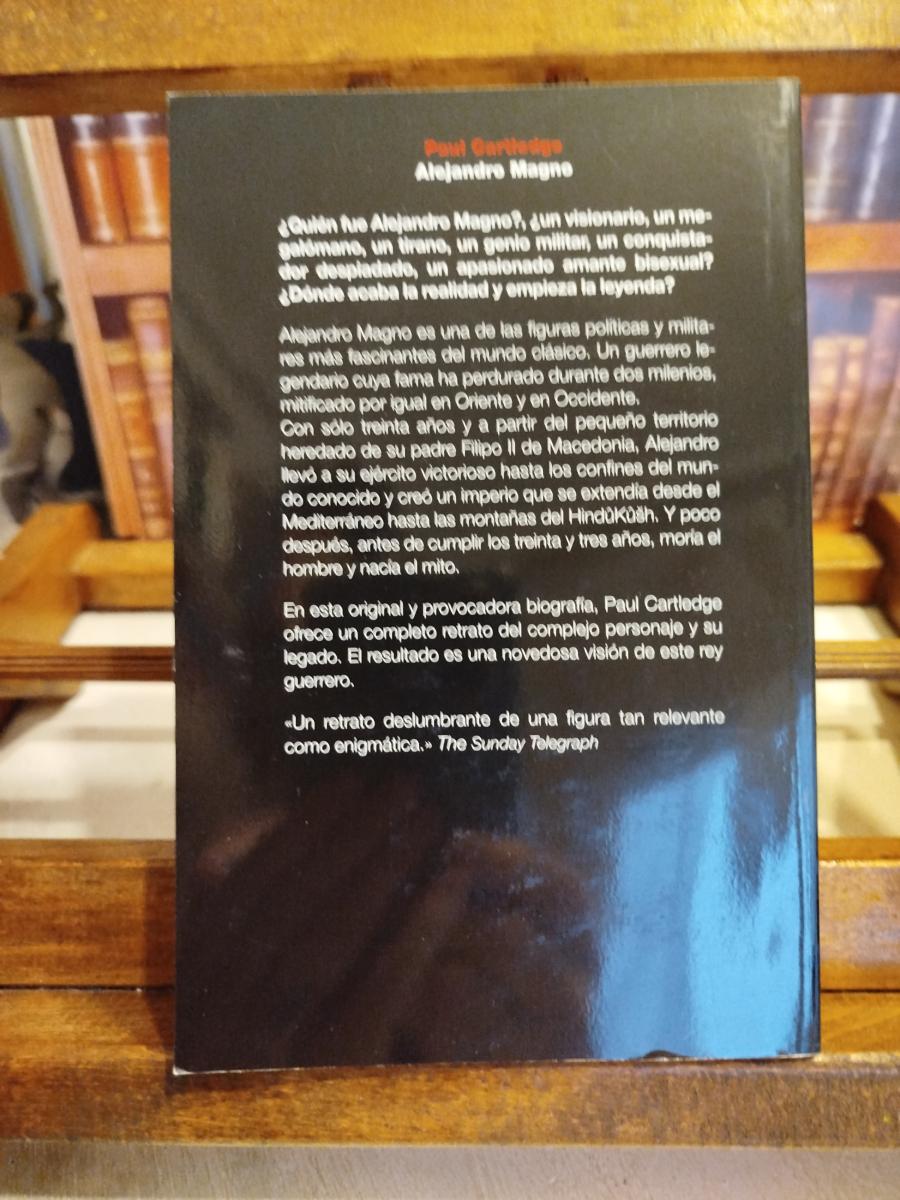 Paul Cartledge
Alejandro Magno
¿Quién fue Alejandro Magno?, ¿un visionario, un me-
galómano, un tirano, un genio militar, un conquista-
dor despiadado, un apasionado amante bisexual?
¿Dónde acaba la realidad y empieza la leyenda?
Alejandro Magno es una de las figuras políticas y milita-
res más fascinantes del mundo clásico. Un guerrero le-
gendario cuya fama ha perdurado durante dos milenios,
mitificado por igual en Oriente y en Occidente.
Con sólo treinta años y a partir del pequeño territorio
heredado de su padre Filipo II de Macedonia, Alejandro
llevó a su ejército victorioso hasta los confines del mun-
do conocido y creó un imperio que se extendía desde el
Mediterráneo hasta las montañas del HindûKûšh. Y poco
después, antes de cumplir los treinta y tres años, moría el
hombre y nacía el mito.
En esta original y provocadora biografía, Paul Cartledge
ofrece un completo retrato del complejo personaje y su
legado. El resultado es una novedosa visión de este rey
guerrero.
«Un retrato deslumbrante de una figura tan relevante
como enigmática.» The Sunday Telegraph